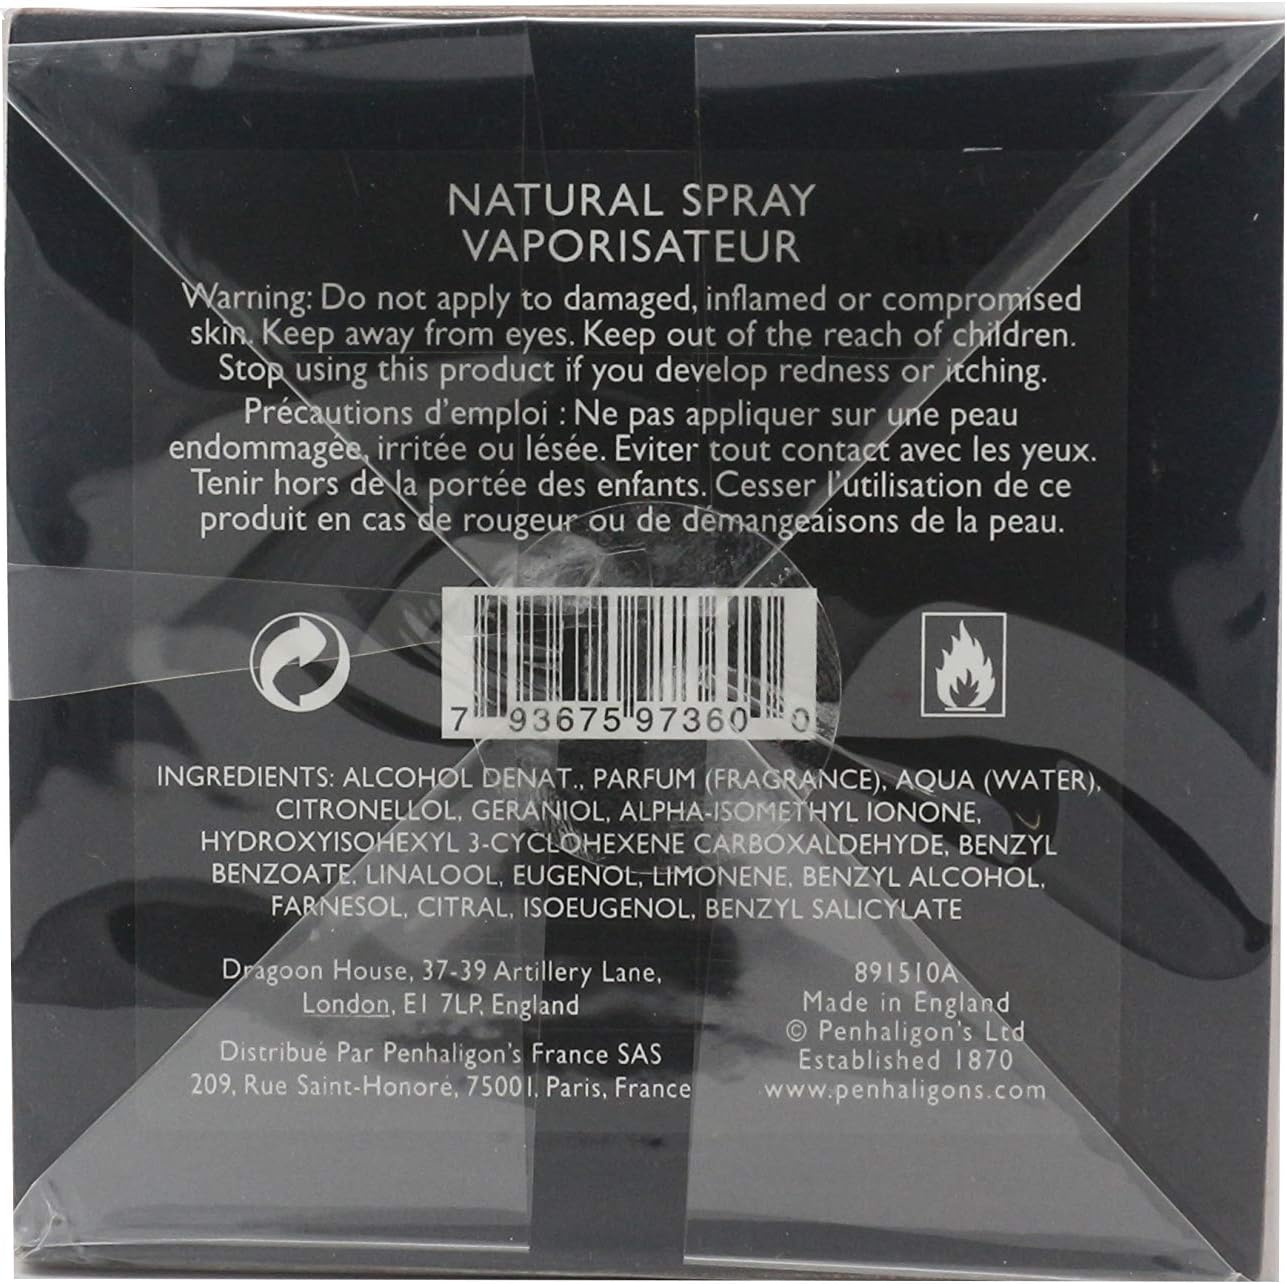 NATURAL SPRAY
VAPORISATEUR
Warning: Do not apply to damaged, inflamed or compromised
skin. Keep away from eyes. Keep out of the reach of children.
Stop using this product if you develop redness or itching.
Précautions d'emploi : Ne pas appliquer sur une peau
endommagée, irritée ou lésée. Eviter tout contact avec les yeux.
Tenir hors de la portée des enfants. Cesser l'utilisation de ce
produit en cas de rougeur ou de démangeaisons de la peau.
7 93675 97360 0
INGREDIENTS: ALCOHOL DENAT., PARFUM (FRAGRANCE), AQUA (WATER),
CITRONELLOL, GERANIOL, ALPHA-ISOMETHYL IONONE,
HYDROXYISOHEXYL 3-CYCLOHEXENE CARBOXALDEHYDE, BENZYL
BENZOATE, LINALOOL, EUGENOL, LIMONENE, BENZYL ALCOHOL,
FARNESOL, CITRAL, ISOEUGENOL, BENZYL SALICYLATE
Dragoon House, 37-39 Artillery Lane,
London, E1 7LP, England
Distribué Par Penhaligon's France SAS
209, Rue Saint-Honoré, 75001, Paris, France
891510A
Made in England
© Penhaligon's Ltd
Established 1870
www.penhaligons.com